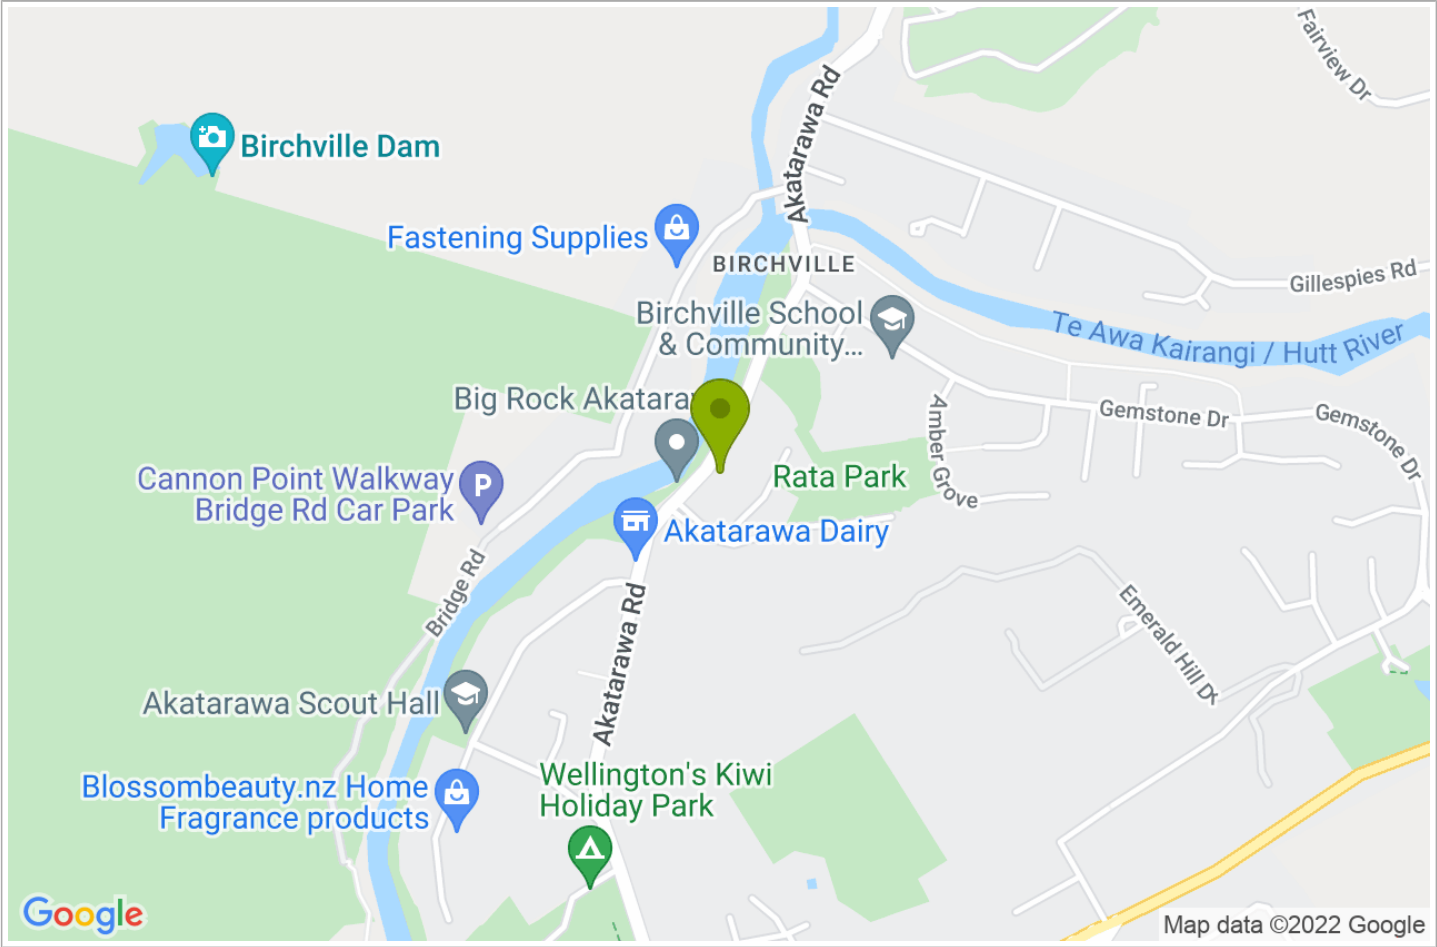 Fairview Dr
Akatarawa Rd
Birchville Dam
Fastening Supplies
BIRCHVILLE
Gillespies Rd
Birchville School
& Community...
Te Awa Kairangi / Hutt River
Big Rock Akatarav
Amber Grove
Gemstone Dr
Gemstone Dr
Cannon Point Walkway
Bridge Rd Car Park
P
Rata Park
Akatarawa Dairy
Bridge Rd
Akatarawa Rd
Emerald Hill Dr
Akatarawa Scout Hall
Blossombeauty.nz Home
Fragrance products
Wellington's Kiwi
Holiday Park
Google
Map data ©2022 Google